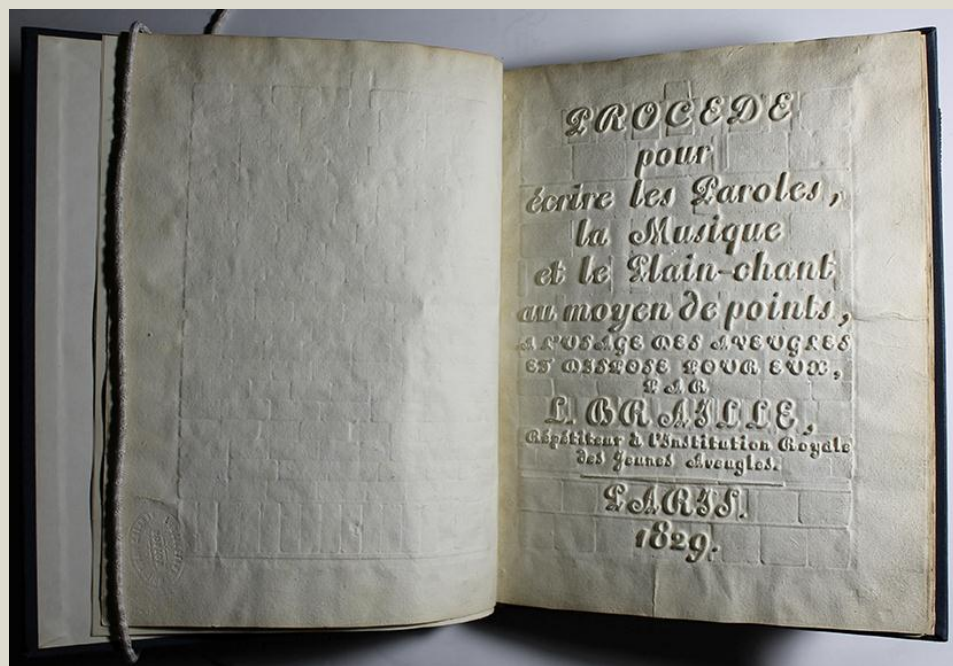 PROCEDE
pour
écrire les Paroles,
la Musique
et le Plain-chant
au moyen de points,
A L'USAGE DES AVEUGLES
ET DISPOSE POUR EUX,
PAR
L. BRAILLE,
Répétiteur à l'Institution Royale
des Jeunes Aveugles.
PARIS.
1829.